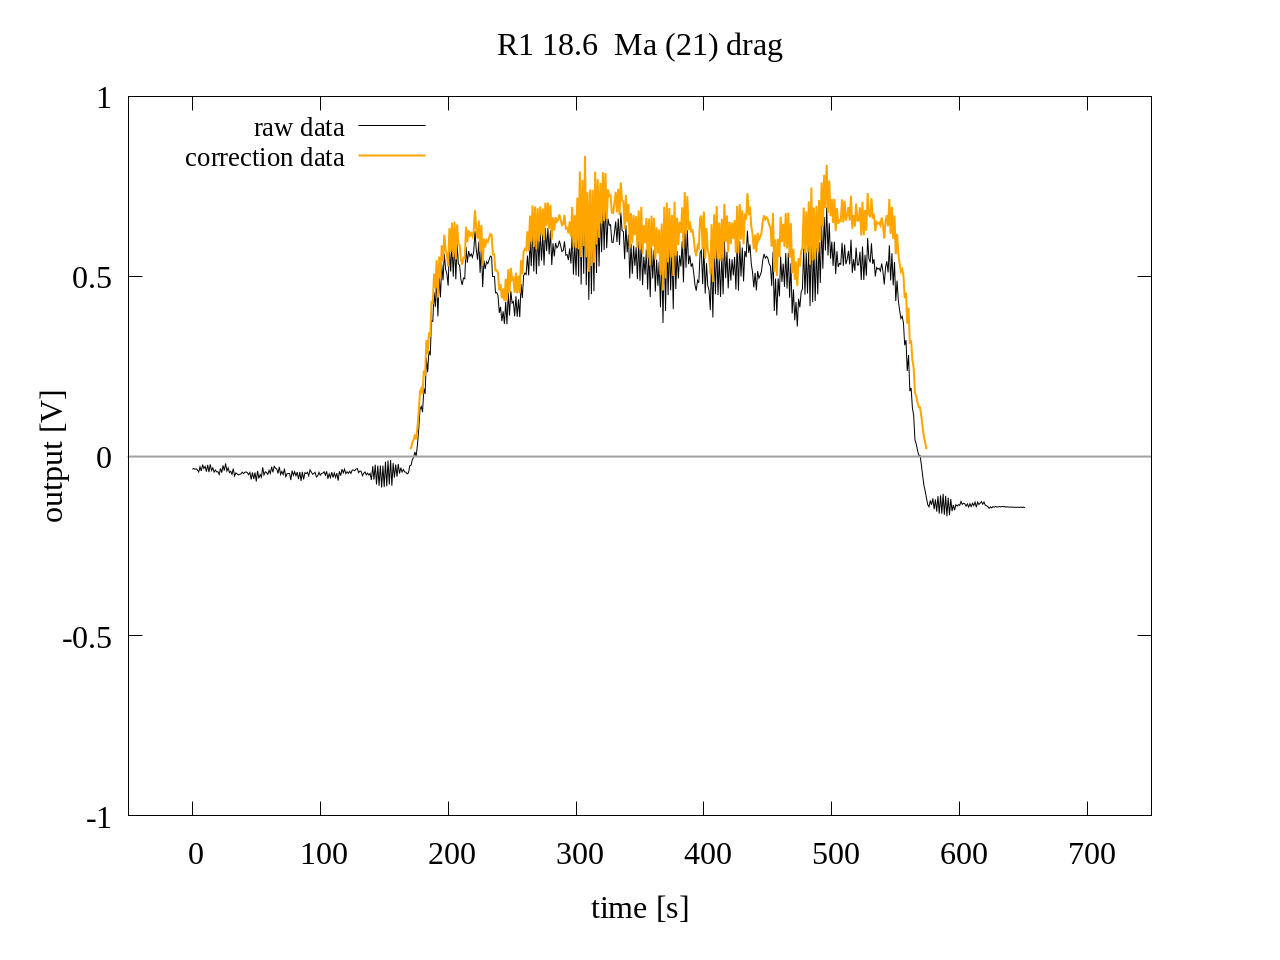 R1 18.6  Ma (21) drag
raw data
correction data
1
0.5
0
-0.5
-1
output [V]
0 100 200 300 400 500 600 700
time [s]